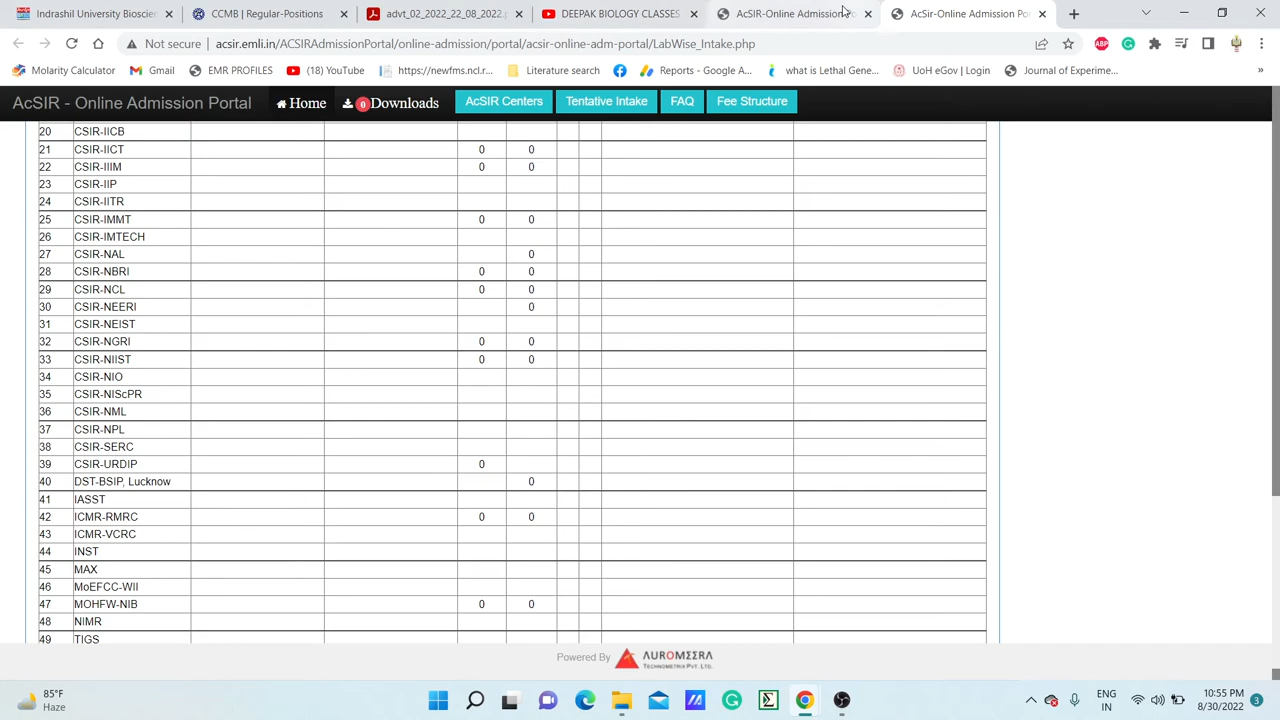 Indrashil University Bioscie CCMB | Regular-Positions advt_02_2022_23_08_2022.p DEEPAK BIOLOGY CLASSES AcSIR-Online Admission Po AcSir-Online Admission Por
Not secure acsir.emli.in/ACSIRAdmissionPortal/online-admission/portal/acsir-online-adm-portal/LabWise_Intake.php
Molarity Calculator Gmail EMR PROFILES (18) YouTube https://newfms.ncl.r... Literature search Reports - Google A... what is Lethal Gene... UoH eGov | Login Journal of Exprime... »
AcSIR - Online Admission Portal Home 0 Downloads AcSIR Centers Tentative Intake FAQ Fee Structure
20 CSIR-IICB
21 CSIR-IICT 0 0
22 CSIR-IIIM 0 0
23 CSIR-IIP
24 CSIR-IITR
25 CSIR-IMMT 0 0
26 CSIR-IMTECH
27 CSIR-NAL 0
28 CSIR-NBRI 0 0
29 CSIR-NCL 0 0
30 CSIR-NEERI 0
31 CSIR-NEIST
32 CSIR-NGRI 0 0
33 CSIR-NIIST 0 0
34 CSIR-NIO
35 CSIR-NIScPR
36 CSIR-NML
37 CSIR-NPL
38 CSIR-SERC
39 CSIR-URDIP 0
40 DST-BSIP, Lucknow 0
41 IASST
42 ICMR-RMRC 0 0
43 ICMR-VCRC
44 INST
45 MAX
46 MoEFCC-WII
47 MOHFW-NIB 0 0
48 NIMR
49 TIGS
Powered By AUROMEERA
TECHNOMETRIX PVT. LTD.
85°F
Haze
ENG
IN
10:55 PM
8/30/2022
3